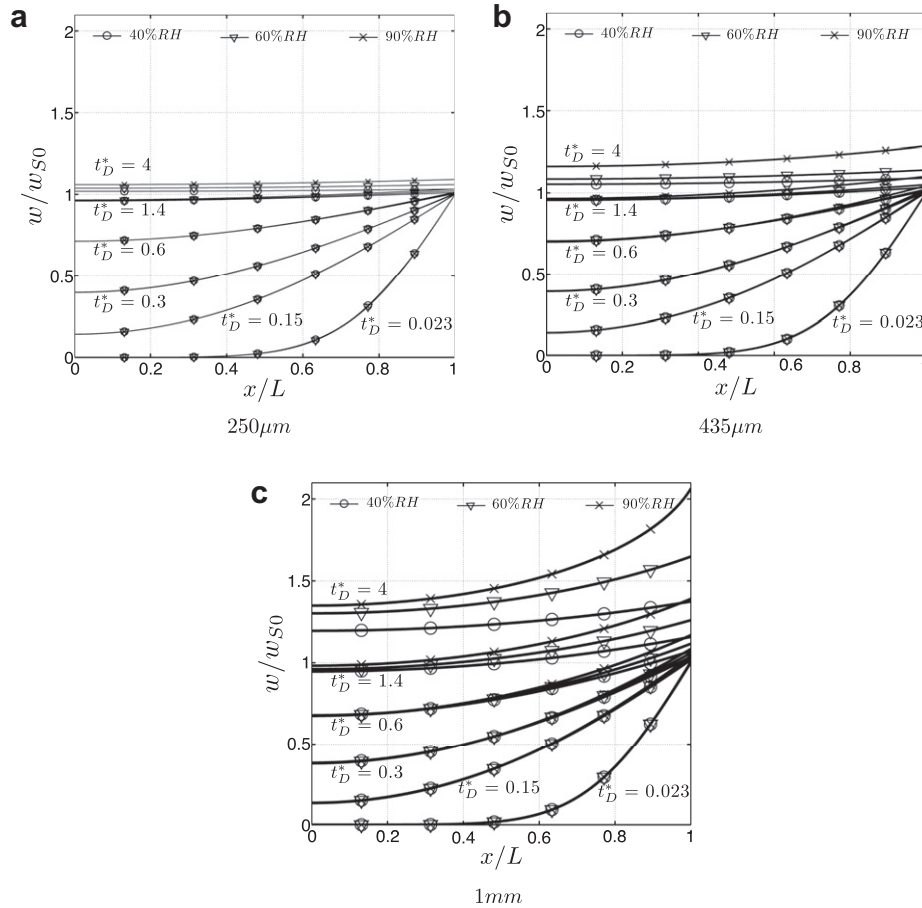 a
40%RH 60%RH 90%RH
2
1.5
1
0.5
0
w/w_{S0}
t*_D = 4
t*_D = 1.4
t*_D = 0.6
t*_D = 0.3
t*_D = 0.15
t*_D = 0.023
0 0.2 0.4 0.6 0.8 1
x/L
250μm
b
40%RH 60%RH 90%RH
2
1.5
1
0.5
0
w/w_{S0}
t*_D = 4
t*_D = 1.4
t*_D = 0.6
t*_D = 0.3
t*_D = 0.15
t*_D = 0.023
0 0.2 0.4 0.6 0.8 1
x/L
435μm
c
40%RH 60%RH 90%RH
2
1.5
1
0.5
0
w/w_{S0}
t*_D = 4
t*_D = 1.4
t*_D = 0.6
t*_D = 0.3
t*_D = 0.15
t*_D = 0.023
0 0.2 0.4 0.6 0.8 1
x/L
1mm